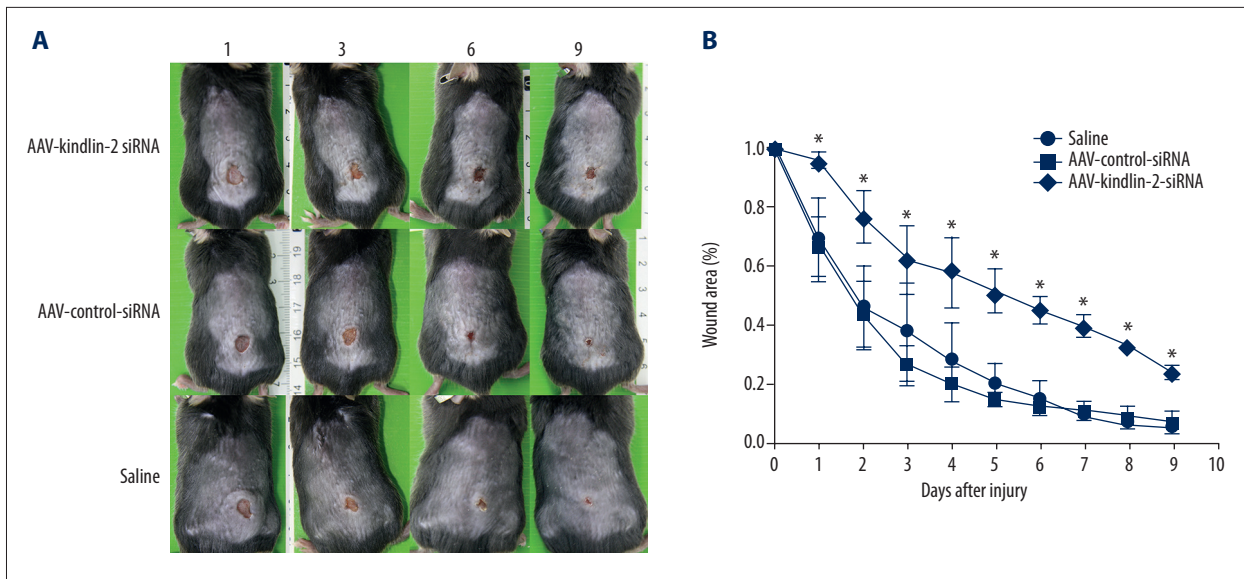 A
1 3 6 9
AAV-kindlin-2 siRNA
AAV-control-siRNA
Saline
B
Saline
AAV-control-siRNA
AAV-kindlin-2-siRNA
Wound area (%)
1.0
0.8
0.6
0.4
0.2
0.0
* * * * * * * * *
0 1 2 3 4 5 6 7 8 9 10
Days after injury